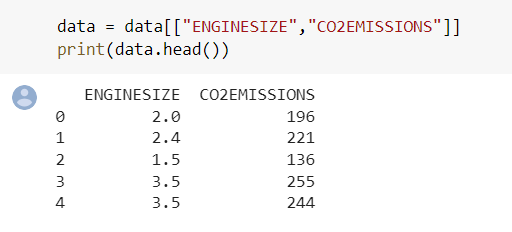 data = data[["ENGINESIZE","CO2EMISSIONS"]]
print(data.head())
ENGINESIZE CO2EMISSIONS
0 2.0 196
1 2.4 221
2 1.5 136
3 3.5 255
4 3.5 244